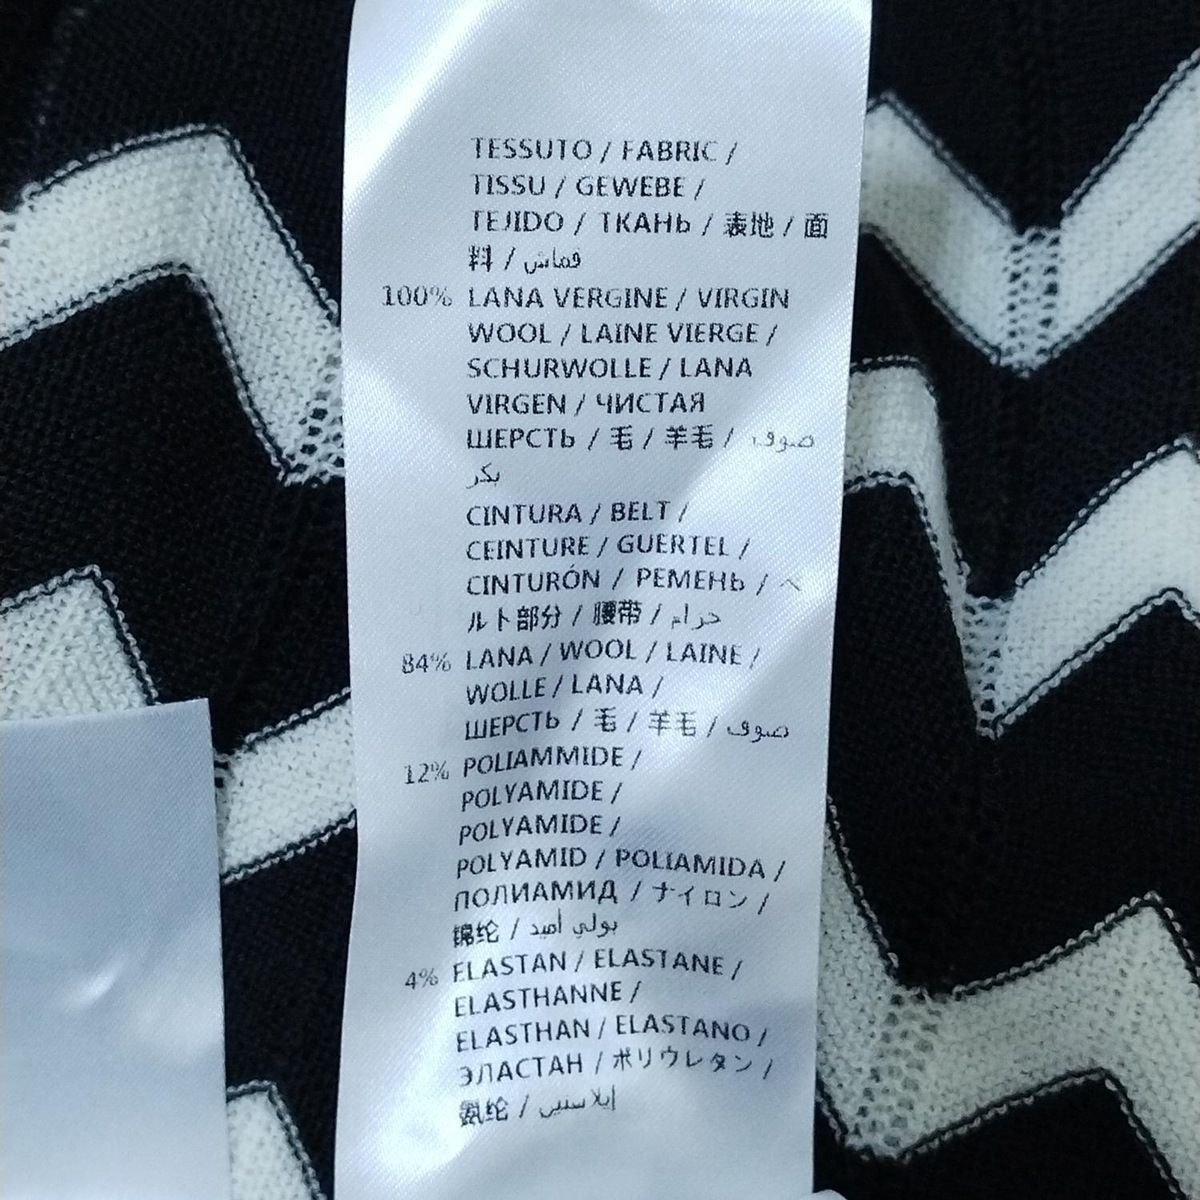 TESSUTO / FABRIC /
TISSU / GEWEBE /
TEJIDO / ТКАНЬ / 表地 / 面
料 / قماش
100% LANA VERGINE / VIRGIN
WOOL / LAINE VIERGE /
SCHURWOLLE / LANA
VIRGEN / ЧИСТАЯ
ШЕРСТЬ / 毛 / 羊毛 / صوف
بكر
CINTURA / BELT /
CEINTURE / GUERTEL /
CINTURÓN / РЕМЕНЬ / ベ
ルト部分 / 腰带 / حزام
84% LANA / WOOL / LAINE /
WOLLE / LANA /
ШЕРСТЬ / 毛 / 羊毛 / صوف
12% POLIAMMIDE /
POLYAMIDE /
POLYAMIDE /
POLYAMID / POLIAMIDA /
ПОЛИАМИД / ナイロン /
锦纶 / بولي أميد
4% ELASTAN / ELASTANE /
ELASTHANNE /
ELASTHAN / ELASTANO /
ЭЛАСТАН / ポリウレタン /
氨纶 /